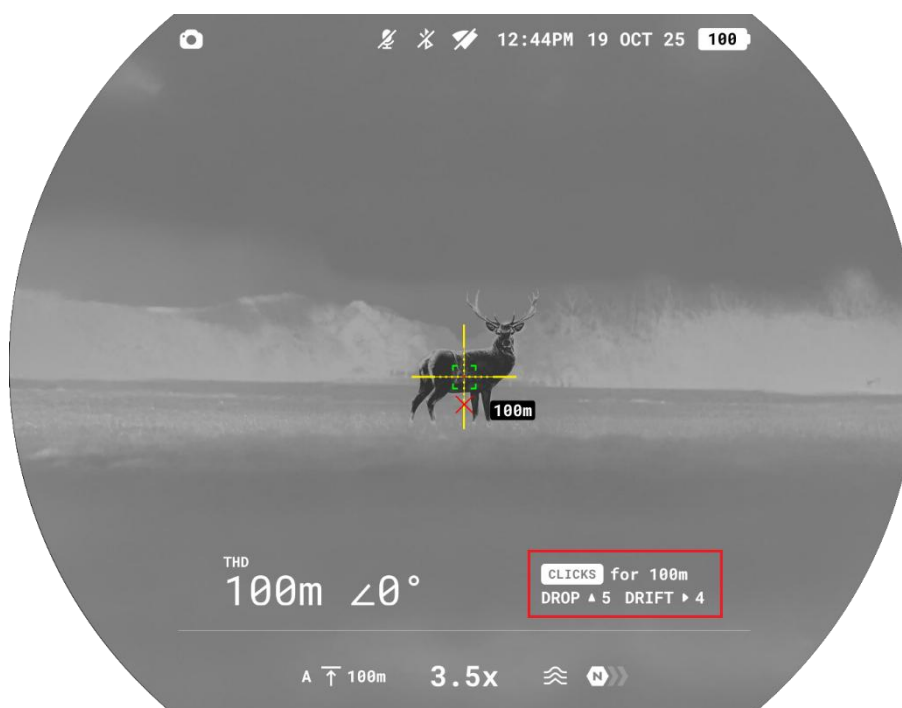 12:44PM 19 OCT 25 100
100m
THD
100m ∠0°
CLICKS for 100m
DROP ▲ 5 DRIFT ▶ 4
A 100m
3.5x
N